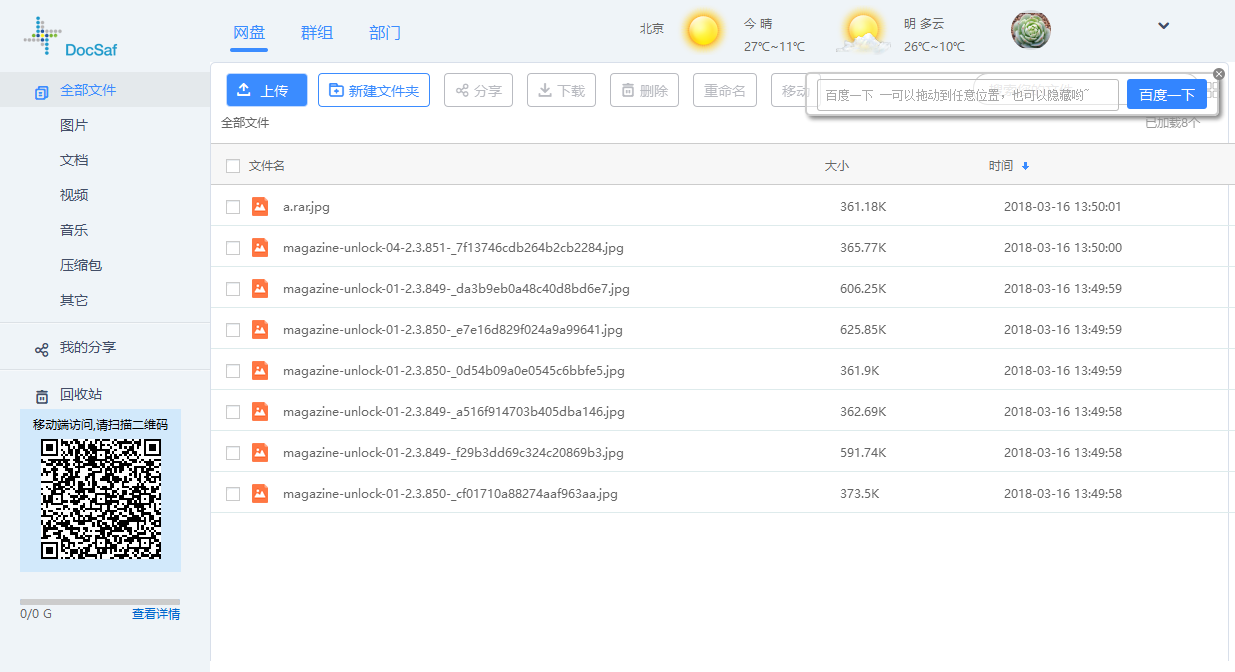 DocSaf
网盘 群组 部门
北京
今 晴
27℃~11℃
明 多云
26℃~10℃
全部文件
图片
文档
视频
音乐
压缩包
其它
我的分享
回收站
移动端访问,请扫描二维码
0/0 G 查看详情
上传 新建文件夹 分享 下载 删除 重命名 移动
百度一下 一可以拖动到任意位置，也可以隐藏哟~ 百度一下
全部文件 已加载8个
文件名 大小 时间
a.rar.jpg 361.18K 2018-03-16 13:50:01
magazine-unlock-04-2.3.851-_7f13746cdb264b2cb2284.jpg 365.77K 2018-03-16 13:50:00
magazine-unlock-01-2.3.849-_da3b9eb0a48c40d8bd6e7.jpg 606.25K 2018-03-16 13:49:59
magazine-unlock-01-2.3.850-_e7e16d829f024a9a99641.jpg 625.85K 2018-03-16 13:49:59
magazine-unlock-01-2.3.850-_0d54b09a0e0545c6bbfe5.jpg 361.9K 2018-03-16 13:49:59
magazine-unlock-01-2.3.849-_a516f914703b405dba146.jpg 362.69K 2018-03-16 13:49:58
magazine-unlock-01-2.3.849-_f29b3dd69c324c20869b3.jpg 591.74K 2018-03-16 13:49:58
magazine-unlock-01-2.3.850-_cf01710a88274aaf963aa.jpg 373.5K 2018-03-16 13:49:58